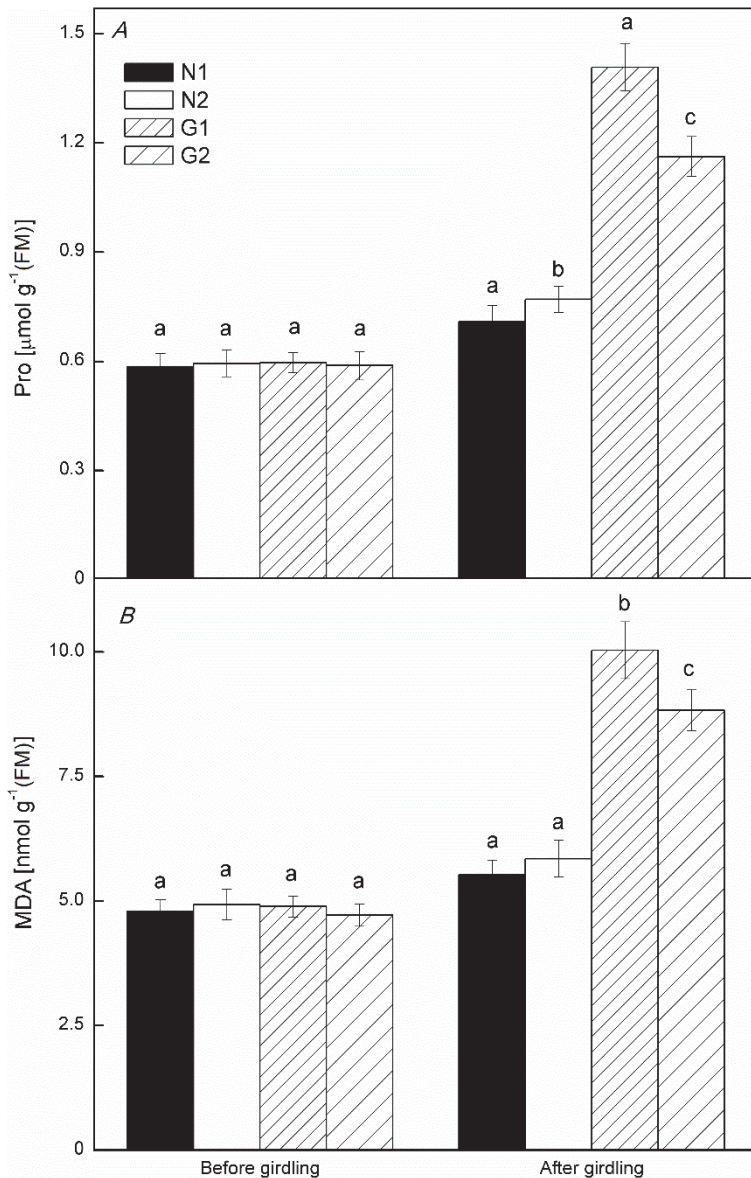 A
N1
N2
G1
G2
1.5
1.2
0.9
0.6
0.3
0
Pro [μmol g⁻¹(FM)]
a a a a a b a c
B
10.0
7.5
5.0
2.5
0
MDA [nmol g⁻¹(FM)]
a a a a a a b c
Before girdling After girdling